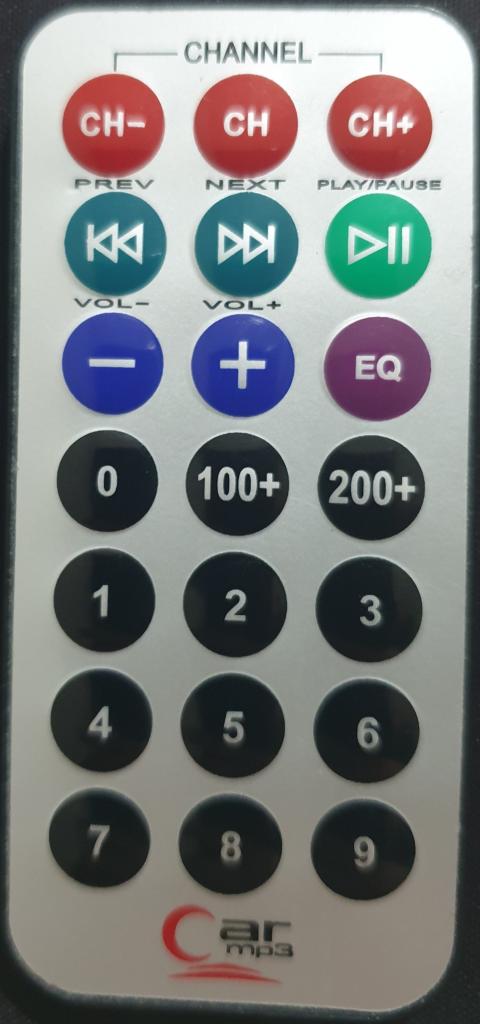 CHANNEL
CH- CH CH+
PREV NEXT PLAY/PAUSE
VOL- VOL+
− + EQ
0 100+ 200+
1 2 3
4 5 6
7 8 9
Car
mp3